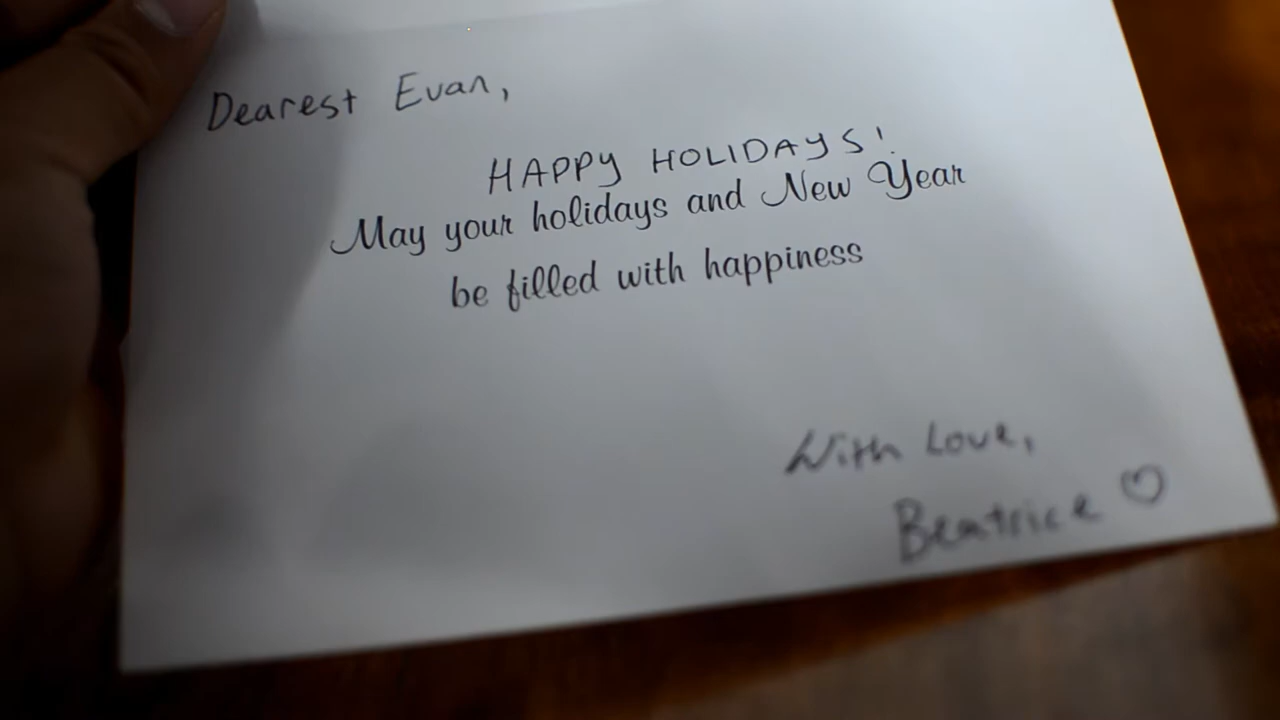 Dearest Evan,
HAPPY HOLIDAYS!
May your holidays and New Year
be filled with happiness
With Love,
Beatrice ♡